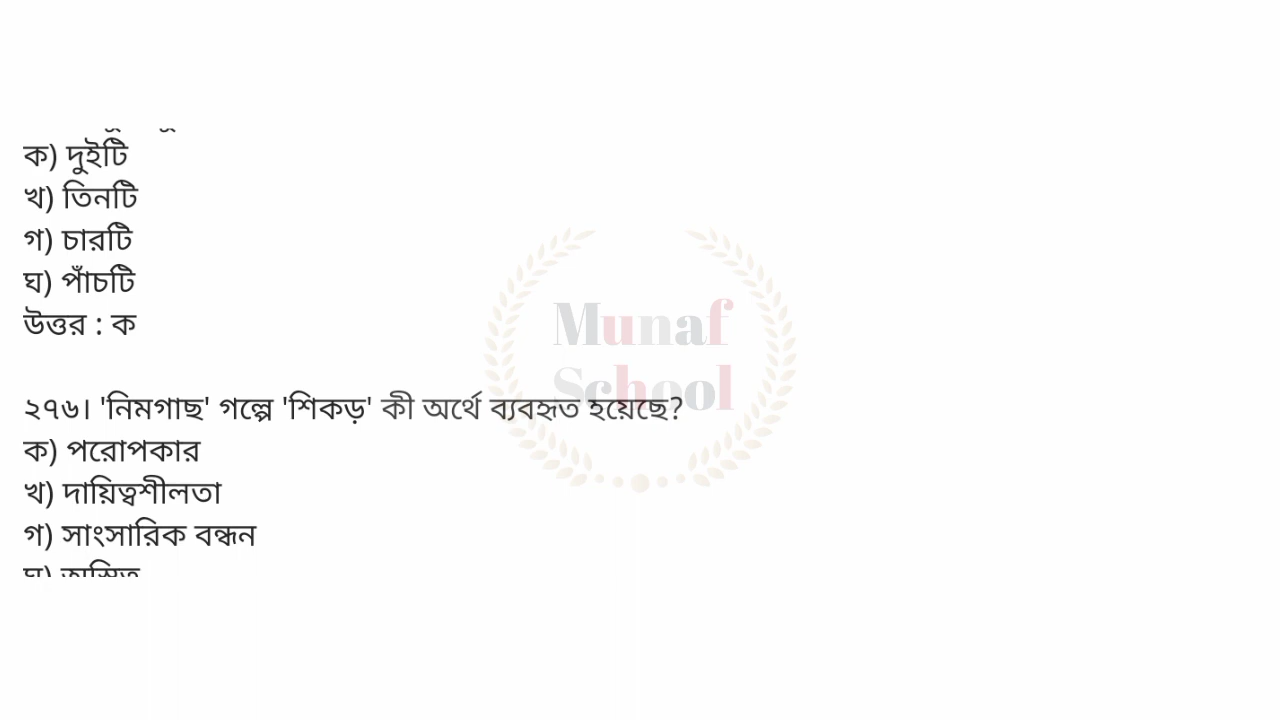 ক) দুইটি
খ) তিনটি
গ) চারটি
ঘ) পাঁচটি
উত্তর : ক
Munaf
School
২৭৬। 'নিমগাছ' গল্পে 'শিকড়' কী অর্থে ব্যবহৃত হয়েছে?
ক) পরোপকার
খ) দায়িত্বশীলতা
গ) সাংসারিক বন্ধন